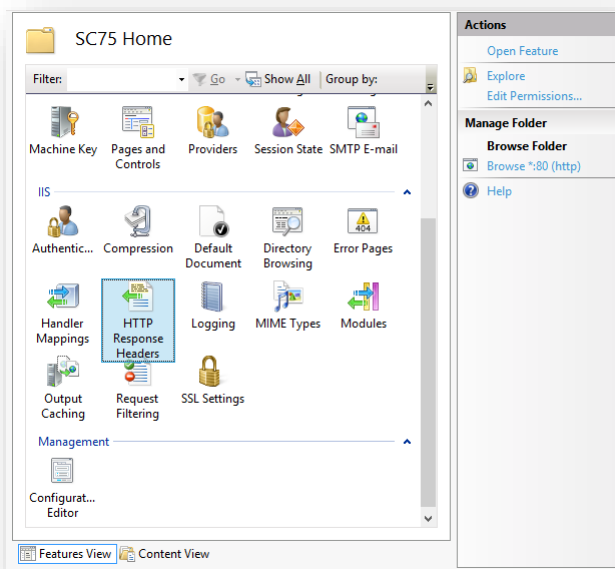 SC75 Home
Filter:
Go
Show All
Group by:
Machine Key
Pages and
Controls
Providers
Session State
SMTP E-mail
IIS
Authentic...
Compression
Default
Document
Directory
Browsing
404
Error Pages
Handler
Mappings
HTTP
Response
Headers
Logging
MIME Types
Modules
Output
Caching
Request
Filtering
SSL Settings
Management
Configurat...
Editor
Features View
Content View
Actions
Open Feature
Explore
Edit Permissions...
Manage Folder
Browse Folder
Browse *:80 (http)
Help